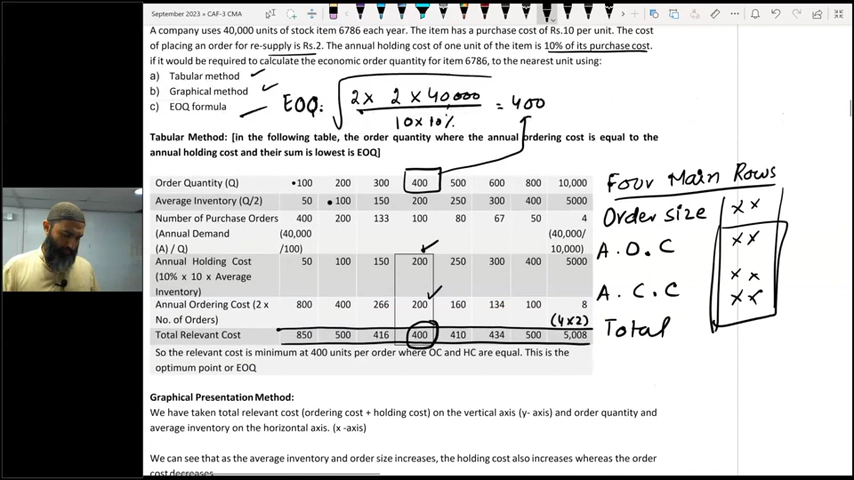 September 2023 » CAF-3 CMA
A company uses 40,000 units of stock item 6786 each year. The item has a purchase cost of Rs.10 per unit. The cost
of placing an order for re-supply is Rs.2. The annual holding cost of one unit of the item is 10% of its purchase cost.
if it would be required to calculate the economic order quantity for item 6786, to the nearest unit using:
a) Tabular method
b) Graphical method
c) EOQ formula
EOQ: √ 2 x 2 x 40,000 = 400
10 x 10%
Tabular Method: [in the following table, the order quantity where the annual ordering cost is equal to the
annual holding cost and their sum is lowest is EOQ]
Order Quantity (Q) 100 200 300 400 500 600 800 10,000
Average Inventory (Q/2) 50 100 150 200 250 300 400 5000
Number of Purchase Orders 400 200 133 100 80 67 50 4
(Annual Demand (40,000 (40,000/
(A) / Q) /100) 10,000)
Annual Holding Cost 50 100 150 200 250 300 400 5000
(10% x 10 x Average
Inventory)
Annual Ordering Cost (2 x 800 400 266 200 160 134 100 8
No. of Orders) (4x2)
Total Relevant Cost 850 500 416 400 410 434 500 5,008
Four Main Rows
Order size x x
A.O.C x x
x x
A.C.C x x
Total
So the relevant cost is minimum at 400 units per order where OC and HC are equal. This is the
optimum point or EOQ
Graphical Presentation Method:
We have taken total relevant cost (ordering cost + holding cost) on the vertical axis (y- axis) and order quantity and
average inventory on the horizontal axis. (x -axis)
We can see that as the average inventory and order size increases, the holding cost also increases whereas the order
cost decreases